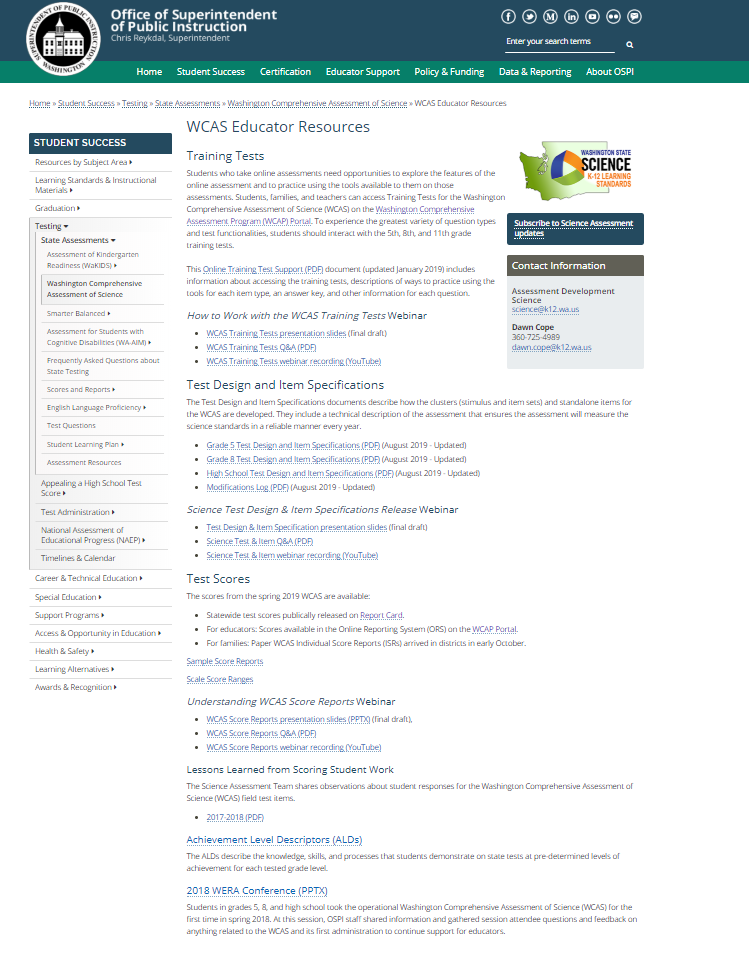 Office of Superintendent
of Public Instruction
Chris Reykdal, Superintendent
SUPERINTENDENT OF PUBLIC INSTRUCTION
WASHINGTON
Enter your search terms
Home Student Success Certification Educator Support Policy & Funding Data & Reporting About OSPI
Home » Student Success » Testing » State Assessments » Washington Comprehensive Assessment of Science » WCAS Educator Resources
STUDENT SUCCESS
Resources by Subject Area
Learning Standards & Instructional
Materials
Graduation
Testing
State Assessments
Assessment of Kindergarten
Readiness (WaKIDS)
Washington Comprehensive
Assessment of Science
Smarter Balanced
Assessment for Students with
Cognitive Disabilities (WA-AIM)
Frequently Asked Questions about
State Testing
Scores and Reports
English Language Proficiency
Test Questions
Student Learning Plan
Assessment Resources
Appealing a High School Test
Score
Test Administration
National Assessment of
Educational Progress (NAEP)
Timelines & Calendar
Career & Technical Education
Special Education
Support Programs
Access & Opportunity in Education
Health & Safety
Learning Alternatives
Awards & Recognition
WCAS Educator Resources
Training Tests
Students who take online assessments need opportunities to explore the features of the
online assessment and to practice using the tools available to them on those
assessments. Students, families, and teachers can access Training Tests for the Washington
Comprehensive Assessment of Science (WCAS) on the Washington Comprehensive
Assessment Program (WCAP) Portal. To experience the greatest variety of question types
and test functionalities, students should interact with the 5th, 8th, and 11th grade
training tests.
This Online Training Test Support (PDF) document (updated January 2019) includes
information about accessing the training tests, descriptions of ways to practice using the
tools for each item type, an answer key, and other information for each question.
How to Work with the WCAS Training Tests Webinar
WCAS Training Tests presentation slides (final draft)
WCAS Training Tests Q&A (PDF)
WCAS Training Tests webinar recording (YouTube)
Test Design and Item Specifications
The Test Design and Item Specifications documents describe how the clusters (stimulus and item sets) and standalone items for
the WCAS are developed. They include a technical description of the assessment that ensures the assessment will measure the
science standards in a reliable manner every year.
Grade 5 Test Design and Item Specifications (PDF) (August 2019 - Updated)
Grade 8 Test Design and Item Specifications (PDF) (August 2019 - Updated)
High School Test Design and Item Specifications (PDF) (August 2019 - Updated)
Modifications Log (PDF) (August 2019 - Updated)
Science Test Design & Item Specifications Release Webinar
Test Design & Item Specification presentation slides (final draft)
Science Test & Item Q&A (PDF)
Science Test & Item webinar recording (YouTube)
Test Scores
The scores from the spring 2019 WCAS are available:
Statewide test scores publically released on Report Card.
For educators: Scores available in the Online Reporting System (ORS) on the WCAP Portal.
For families: Paper WCAS Individual Score Reports (ISRs) arrived in districts in early October.
Sample Score Reports
Scale Score Ranges
Understanding WCAS Score Reports Webinar
WCAS Score Reports presentation slides (PPTX) (final draft),
WCAS Score Reports Q&A (PDF)
WCAS Score Reports webinar recording (YouTube)
Lessons Learned from Scoring Student Work
The Science Assessment Team shares observations about student responses for the Washington Comprehensive Assessment of
Science (WCAS) field test items.
2017-2018 (PDF)
Achievement Level Descriptors (ALDs)
The ALDs describe the knowledge, skills, and processes that students demonstrate on state tests at pre-determined levels of
achievement for each tested grade level.
2018 WERA Conference (PPTX)
Students in grades 5, 8, and high school took the operational Washington Comprehensive Assessment of Science (WCAS) for the
first time in spring 2018. At this session, OSPI staff shared information and gathered session attendee questions and feedback on
anything related to the WCAS and its first administration to continue support for educators.
WASHINGTON STATE
SCIENCE
K-12 LEARNING
STANDARDS
Subscribe to Science Assessment
updates
Contact Information
Assessment Development
Science
science@k12.wa.us
Dawn Cope
360-725-4989
dawn.cope@k12.wa.us